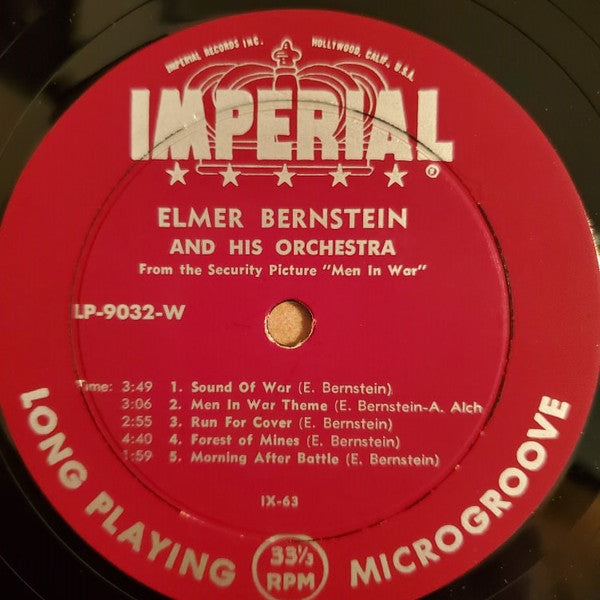 IMPERIAL RECORDS INC. HOLLYWOOD, CALIF. U.S.A.
IMPERIAL
®
ELMER BERNSTEIN
AND HIS ORCHESTRA
From the Security Picture "Men In War"
LP-9032-W
Time: 3:49 1. Sound Of War (E. Bernstein)
3:06 2. Men In War Theme (E. Bernstein-A. Alch
2:55 3. Run For Cover (E. Bernstein)
4:40 4. Forest of Mines (E. Bernstein)
1:59 5. Morning After Battle (E. Bernstein)
IX-63
LONG PLAYING 33⅓ RPM MICROGROOVE